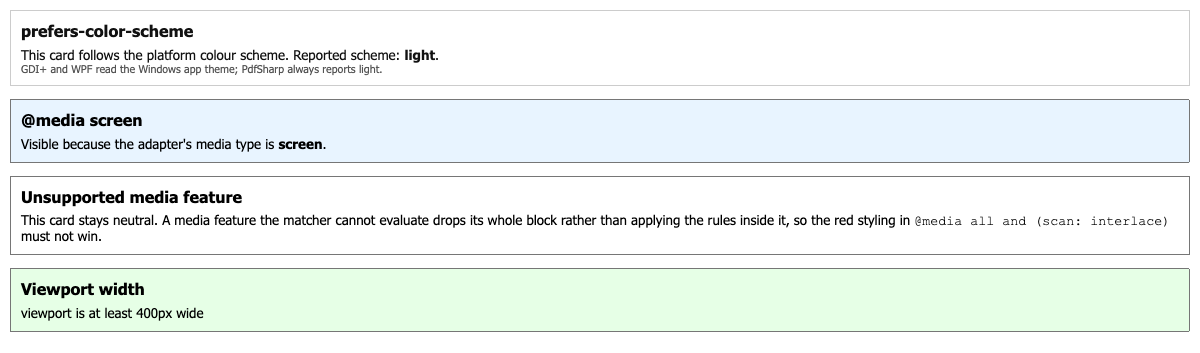 prefers-color-scheme
This card follows the platform colour scheme. Reported scheme: light.
GDI+ and WPF read the Windows app theme; PdfSharp always reports light.
@media screen
Visible because the adapter's media type is screen.
Unsupported media feature
This card stays neutral. A media feature the matcher cannot evaluate drops its whole block rather than applying the rules inside it, so the red styling in @media all and (scan: interlace)
must not win.
Viewport width
viewport is at least 400px wide